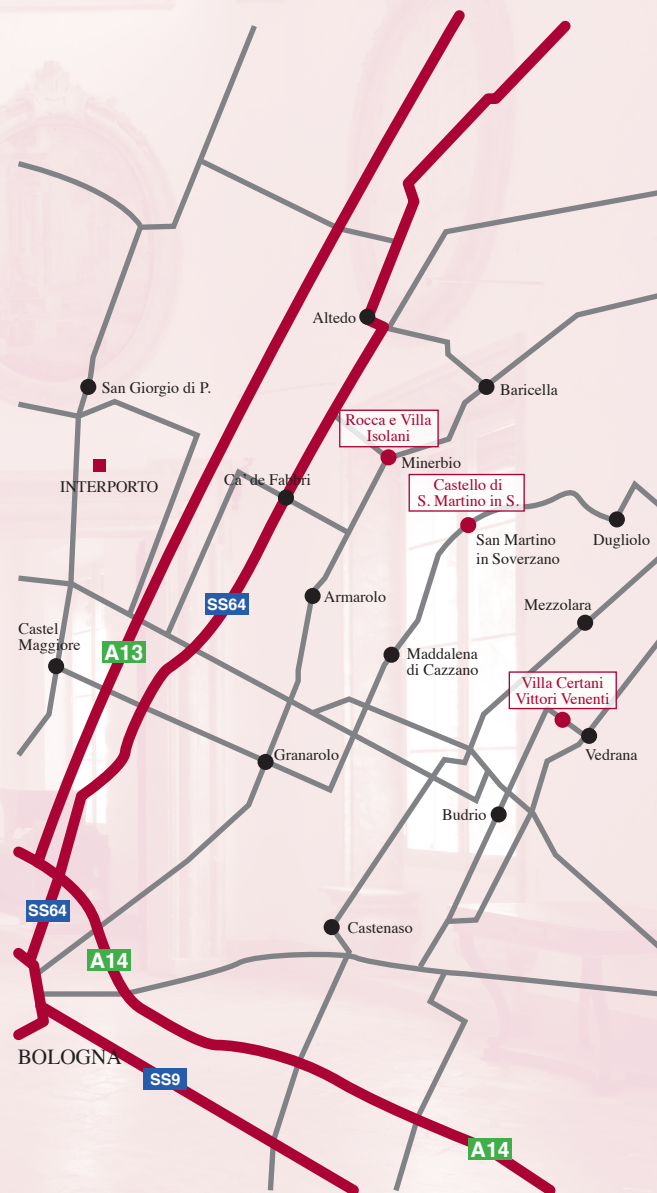 Altedo
San Giorgio di P.
Baricella
Rocca e Villa
Isolani
Minerbio
INTERPORTO
Ca' de Fabbri
Castello di
S. Martino in S.
San Martino
in Soverzano
Dugliolo
Armarolo
SS64
Mezzolara
Castel
Maggiore
A13
Maddalena
di Cazzano
Villa Certani
Vittori Venenti
Vedrana
Granarolo
Budrio
SS64
Castenaso
A14
BOLOGNA
SS9
A14